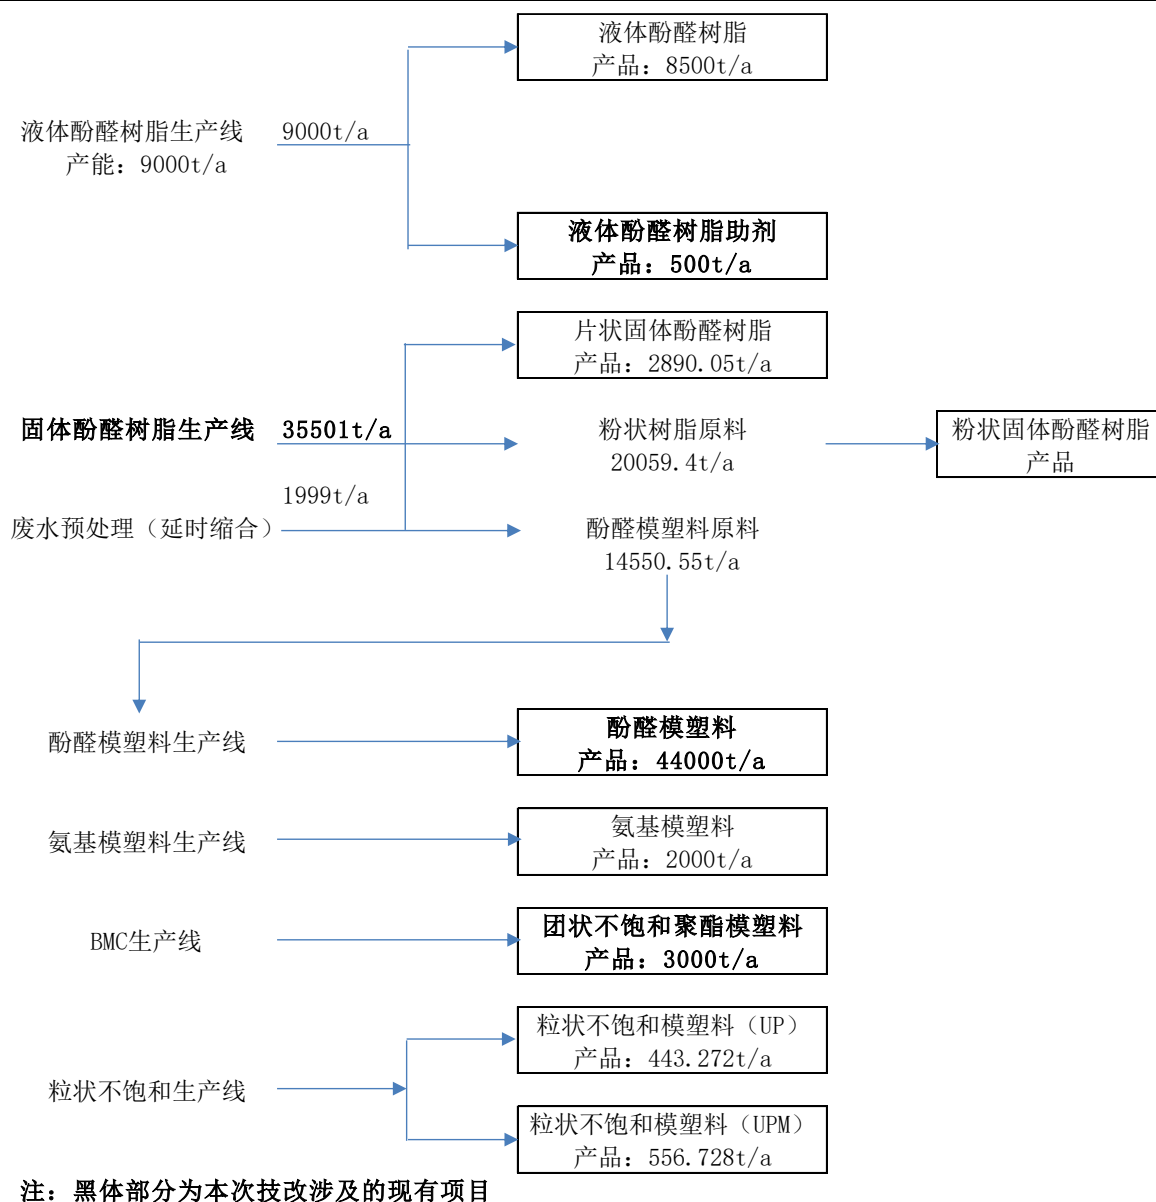 液体酚醛树脂
产品：8500t/a
液体酚醛树脂生产线
产能：9000t/a
9000t/a
液体酚醛树脂助剂
产品：500t/a
片状固体酚醛树脂
产品：2890.05t/a
固体酚醛树脂生产线
35501t/a
粉状树脂原料
20059.4t/a
粉状固体酚醛树脂
产品
1999t/a
废水预处理（延时缩合）
酚醛模塑料原料
14550.55t/a
酚醛模塑料生产线
酚醛模塑料
产品：44000t/a
氨基模塑料生产线
氨基模塑料
产品：2000t/a
BMC生产线
团状不饱和聚酯模塑料
产品：3000t/a
粒状不饱和模塑料（UP）
产品：443.272t/a
粒状不饱和生产线
粒状不饱和模塑料（UPM）
产品：556.728t/a
注：黑体部分为本次技改涉及的现有项目